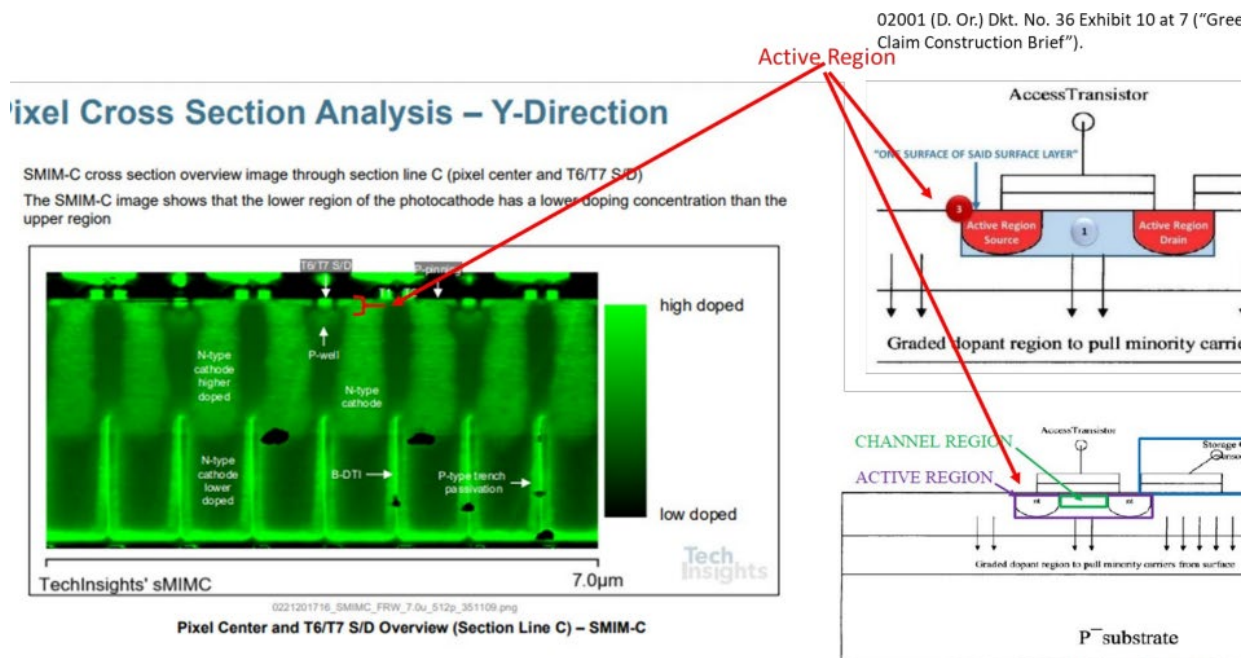 02001 (D. Or.) Dkt. No. 36 Exhibit 10 at 7 ("Gree
Claim Construction Brief").
Active Region
ixel Cross Section Analysis – Y-Direction
SMIM-C cross section overview image through section line C (pixel center and T6/T7 S/D)
The SMIM-C image shows that the lower region of the photocathode has a lower doping concentration than the
upper region
T6/T7 S/D
P-pinning
P-well
N-type
cathode
higher
doped
N-type
cathode
N-type
cathode
lower
doped
B-DTI
P-type trench
passivation
high doped
low doped
Tech
Insights
TechInsights' sMIMC
7.0µm
0221201716_SMIMC_FRW_7.0u_512p_351109.png
Pixel Center and T6/T7 S/D Overview (Section Line C) – SMIM-C
AccessTransistor
"ONE SURFACE OF SAID SURFACE LAYER"
3
Active Region
Source
1
Active Region
Drain
Graded dopant region to pull minority carrie
CHANNEL REGION
ACTIVE REGION
AccessTransistor
Storage
Graded dopant region to pull minority carriers from surface
P⁻ substrate